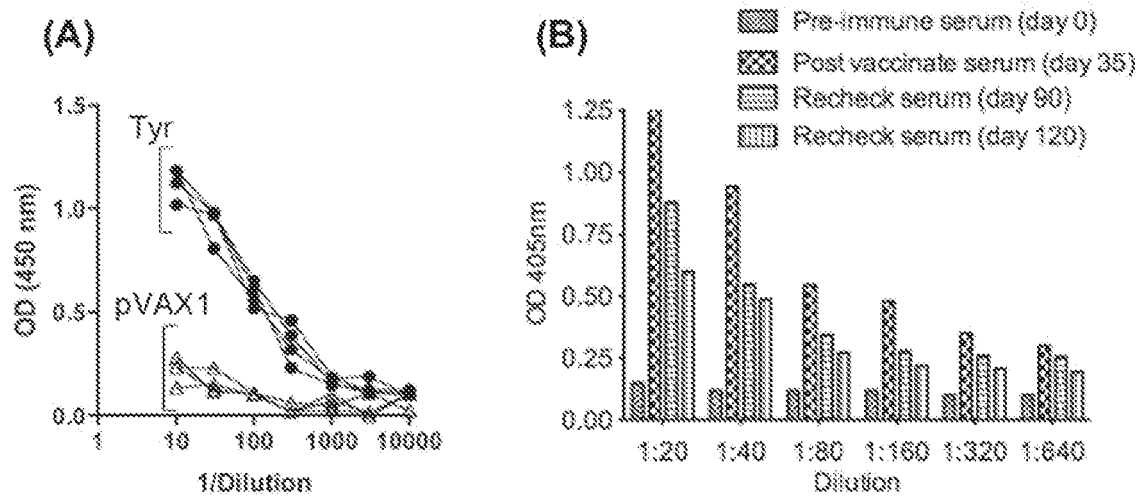 (A)
1.5
1.0
0.5
0.0
OD (450 nm)
Tyr
pVAX1
1
10
100
1000
10000
1/Dilution
(B)
Pre-immune serum (day 0)
Post vaccinate serum (day 35)
Recheck serum (day 90)
Recheck serum (day 120)
1.25
1.00
0.75
0.50
0.25
0.00
OD 405nm
1:20
1:40
1:80
1:160
1:320
1:640
Dilution